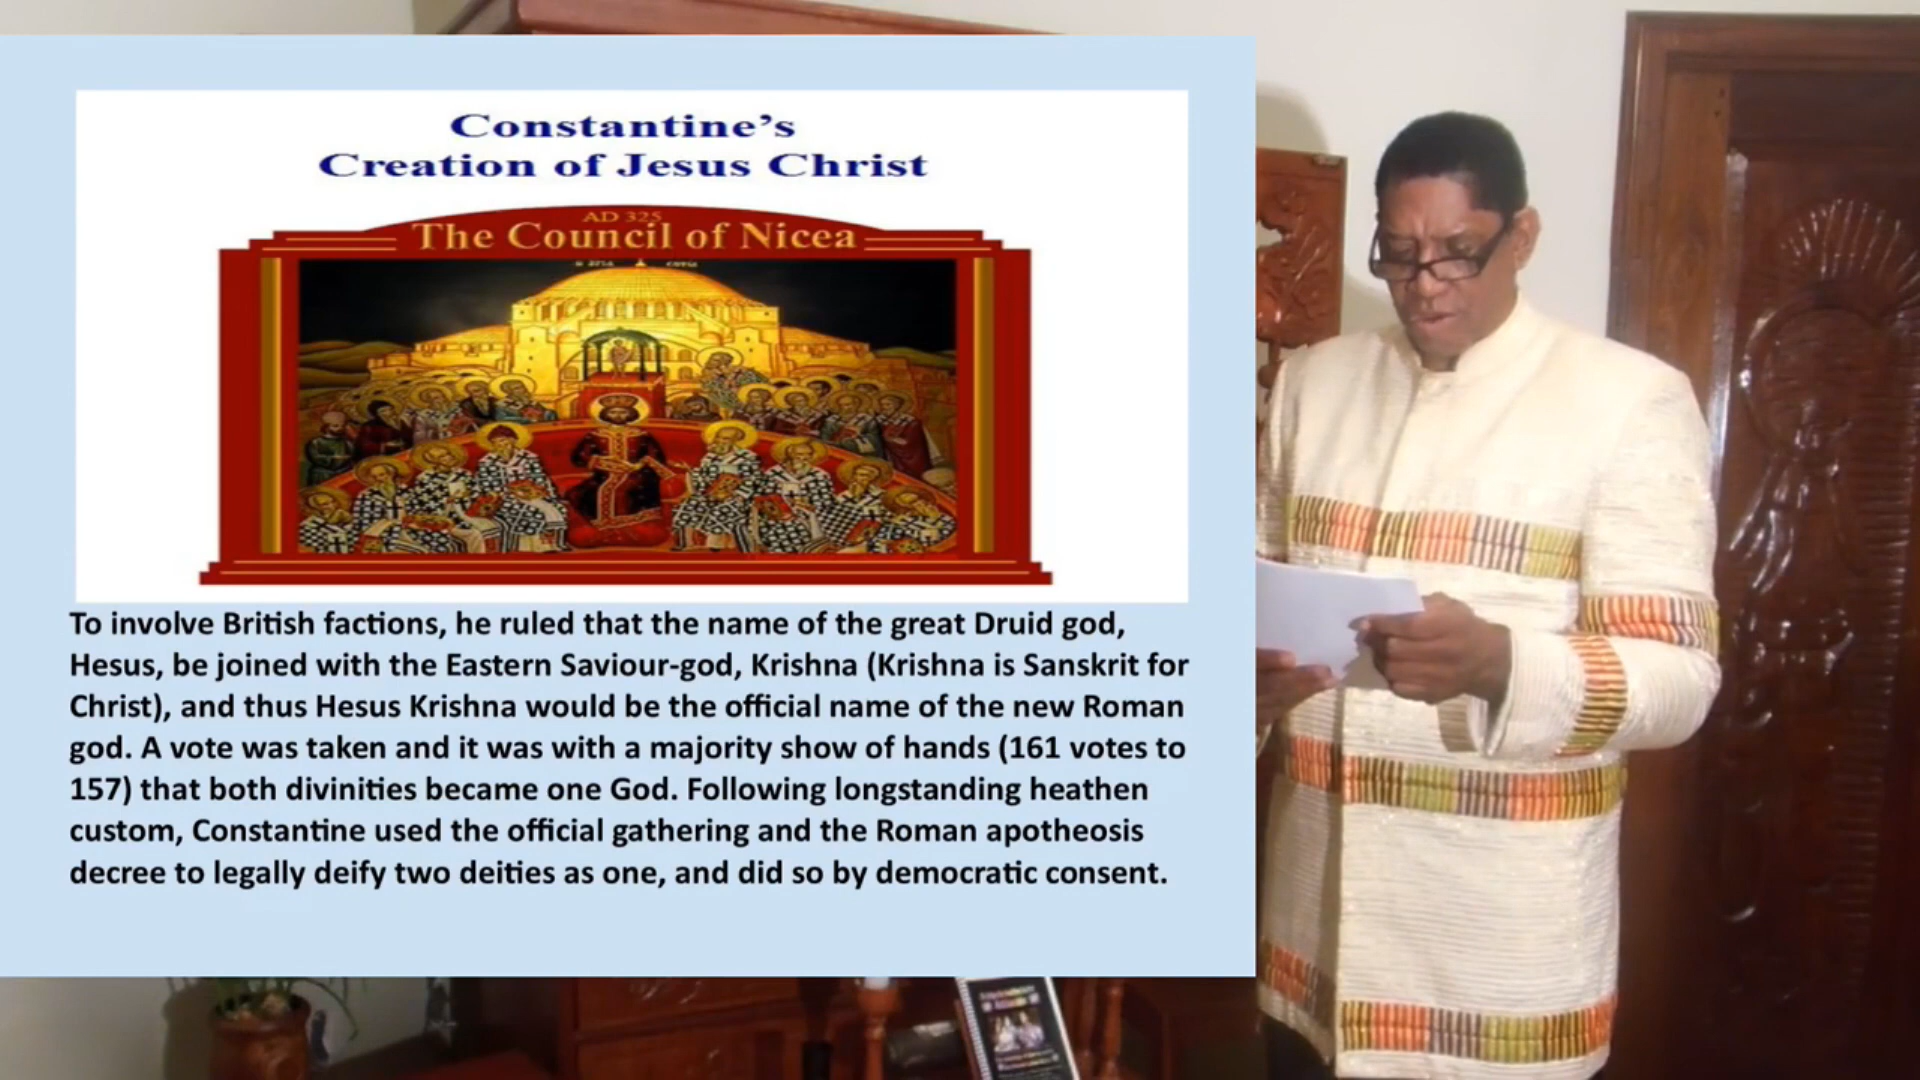 Constantine's
Creation of Jesus Christ
AD 325
The Council of Nicea
To involve British factions, he ruled that the name of the great Druid god,
Hesus, be joined with the Eastern Saviour-god, Krishna (Krishna is Sanskrit for
Christ), and thus Hesus Krishna would be the official name of the new Roman
god. A vote was taken and it was with a majority show of hands (161 votes to
157) that both divinities became one God. Following longstanding heathen
custom, Constantine used the official gathering and the Roman apotheosis
decree to legally deify two deities as one, and did so by democratic consent.